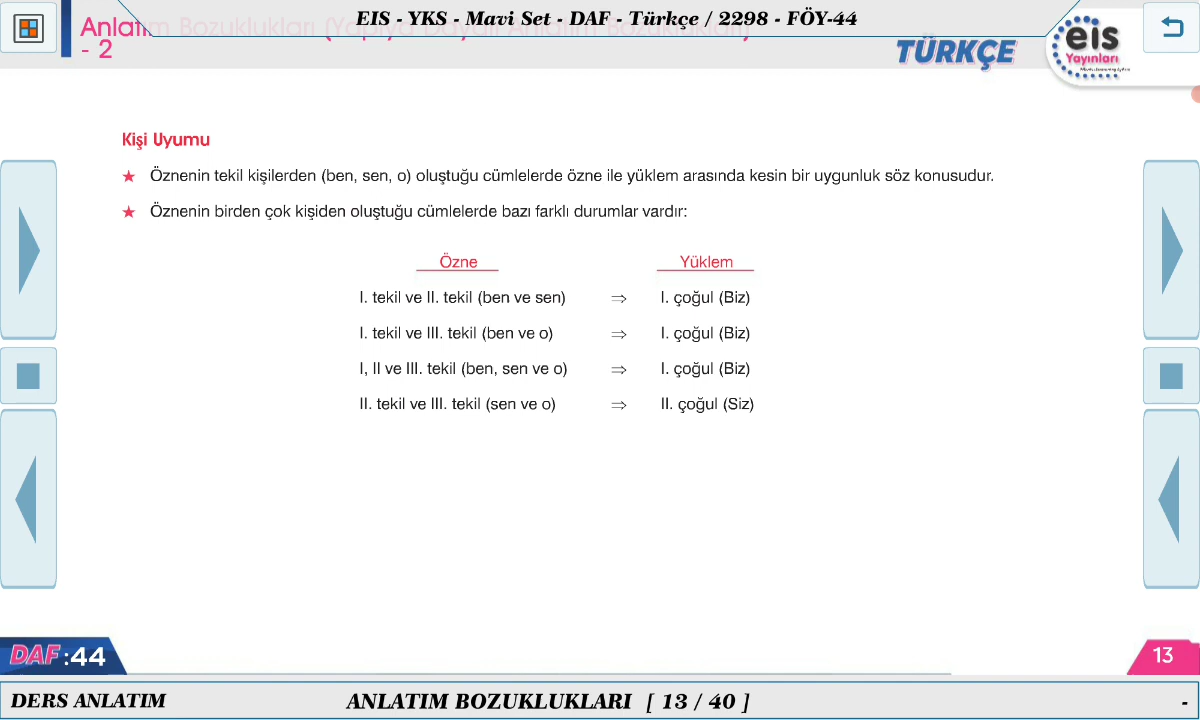 EIS - YKS - Mavi Set - DAF - Türkçe / 2298 - FÖY-44
Anlatım Bozuklukları (Yapıya Dayalı Anlatım Bozuklukları)
- 2
TÜRKÇE
eis
Yayınları
Kişi Uyumu
★ Öznenin tekil kişilerden (ben, sen, o) oluştuğu cümlelerde özne ile yüklem arasında kesin bir uygunluk söz konusudur.
★ Öznenin birden çok kişiden oluştuğu cümlelerde bazı farklı durumlar vardır:
Özne Yüklem
I. tekil ve II. tekil (ben ve sen) ⇒ I. çoğul (Biz)
I. tekil ve III. tekil (ben ve o) ⇒ I. çoğul (Biz)
I, II ve III. tekil (ben, sen ve o) ⇒ I. çoğul (Biz)
II. tekil ve III. tekil (sen ve o) ⇒ II. çoğul (Siz)
DAF :44
13
DERS ANLATIM ANLATIM BOZUKLUKLARI [ 13 / 40 ] -